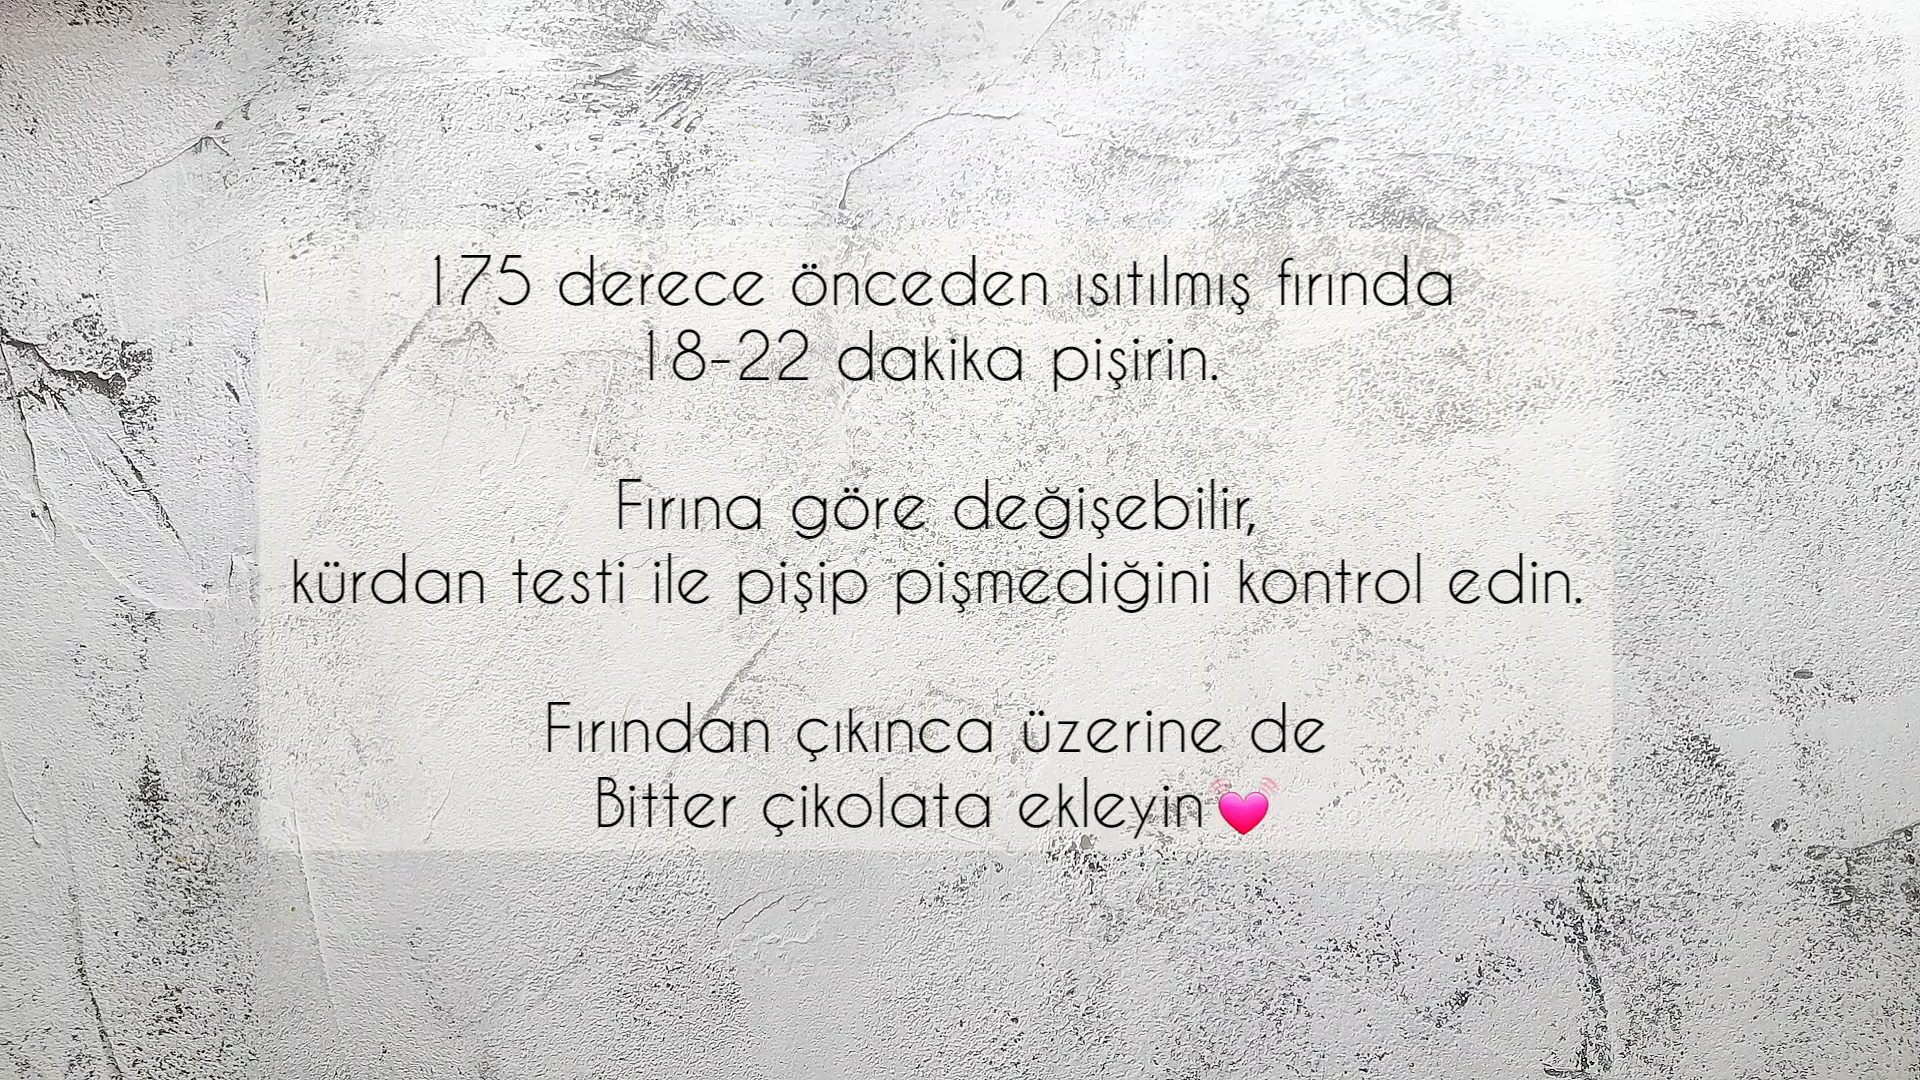 175 derece önceden ısıtılmış fırında
18-22 dakika pişirin.
Fırına göre değişebilir,
kürdan testi ile pişip pişmediğini kontrol edin.
Fırından çıkınca üzerine de
Bitter çikolata ekleyin💓